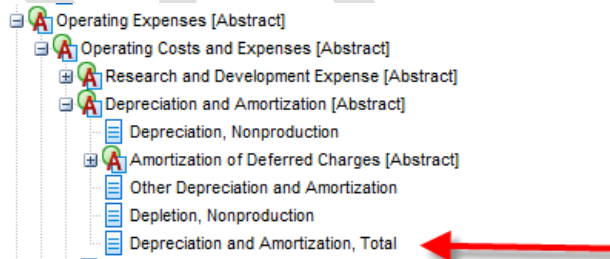 Operating Expenses [Abstract]
Operating Costs and Expenses [Abstract]
Research and Development Expense [Abstract]
Depreciation and Amortization [Abstract]
Depreciation, Nonproduction
Amortization of Deferred Charges [Abstract]
Other Depreciation and Amortization
Depletion, Nonproduction
Depreciation and Amortization, Total